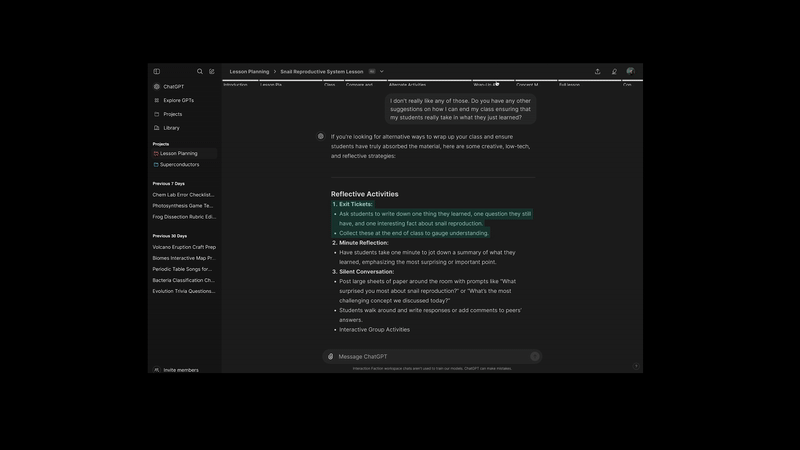 Lesson Planning > Snail Reproductive System Lesson
ChatGPT
Explore GPTs
Projects
Library
Projects
Lesson Planning
Superconductors
Previous 7 Days
Chem Lab Error Checklist...
Photosynthesis Game Te...
Frog Dissection Rubric Edi...
Previous 30 Days
Volcano Eruption Craft Prep
Biomes Interactive Map Pr...
Periodic Table Songs for...
Bacteria Classification Ch...
Evolution Trivia Questions...
Invite members
Introduction Lesson Pla Class Compare and Alternate Activities Wrap-Up Concept M Full lesson Con
I don't really like any of those. Do you have any other
suggestions on how I can end my class ensuring that
my students really take in what they just learned?
If you're looking for alternative ways to wrap up your class and ensure
students have truly absorbed the material, here are some creative, low-tech,
and reflective strategies:
Reflective Activities
1. Exit Tickets:
• Ask students to write down one thing they learned, one question they still
have, and one interesting fact about snail reproduction.
• Collect these at the end of class to gauge understanding.
2. Minute Reflection:
• Have students take one minute to jot down a summary of what they
learned, emphasizing the most surprising or important point.
3. Silent Conversation:
• Post large sheets of paper around the room with prompts like "What
surprised you most about snail reproduction?" or "What's the most
challenging concept we discussed today?"
• Students walk around and write responses or add comments to peers'
answers.
• Interactive Group Activities
Message ChatGPT
Interactive fraction workspace chats aren't used to train our models. ChatGPT can make mistakes.